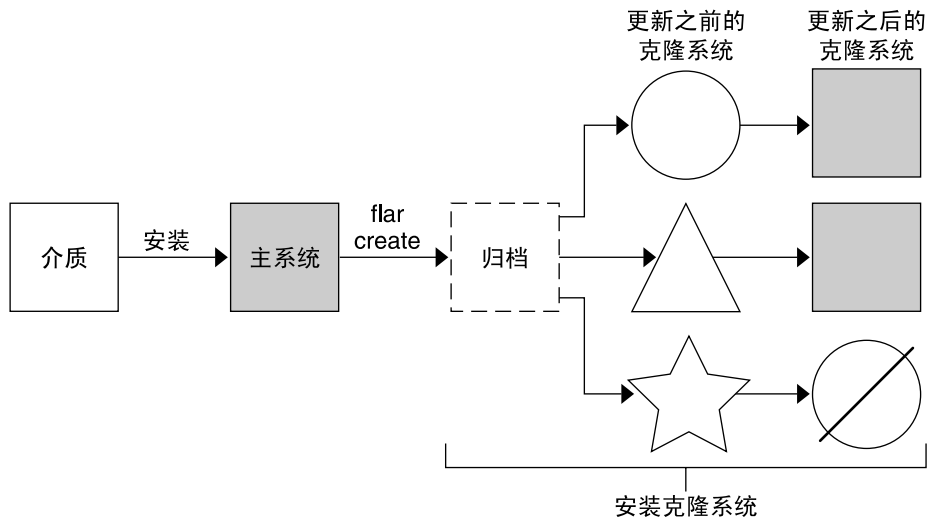 更新之前的
克隆系统
更新之后的
克隆系统
介质
安装
主系统
flar
create
归档
安装克隆系统